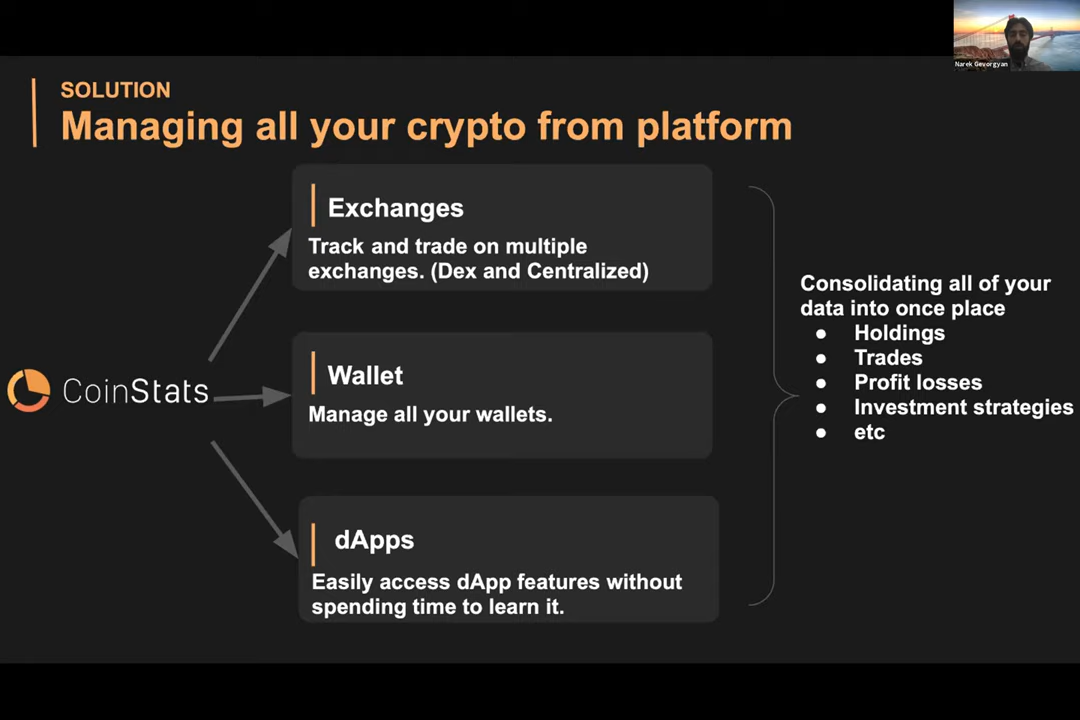 Narek Gevorgyan
SOLUTION
Managing all your crypto from platform
Exchanges
Track and trade on multiple
exchanges. (Dex and Centralized)
CoinStats
Wallet
Manage all your wallets.
dApps
Easily access dApp features without
spending time to learn it.
Consolidating all of your
data into once place
● Holdings
● Trades
● Profit losses
● Investment strategies
● etc